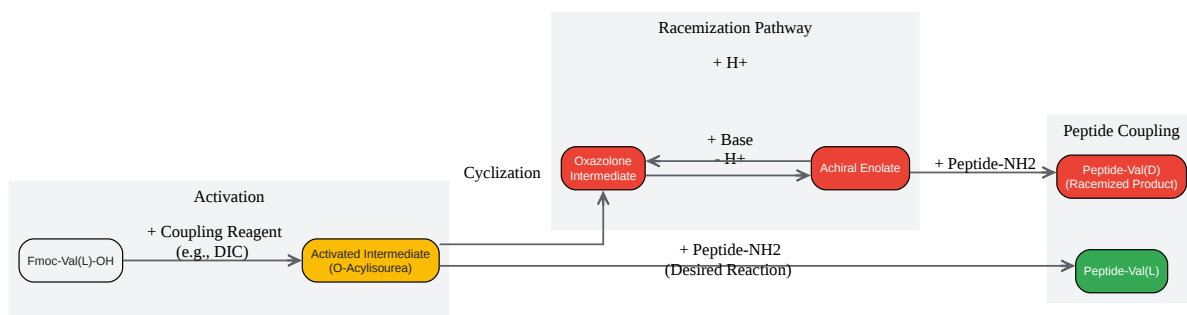 Racemization Pathway
+ H+
+ Base
- H+
Oxazolone
Intermediate
Achiral Enolate
Cyclization
+ Peptide-NH2
Peptide Coupling
Peptide-Val(D)
(Racemized Product)
Activation
+ Coupling Reagent
(e.g., DIC)
Fmoc-Val(L)-OH
Activated Intermediate
(O-Acylisourea)
+ Peptide-NH2
(Desired Reaction)
Peptide-Val(L)